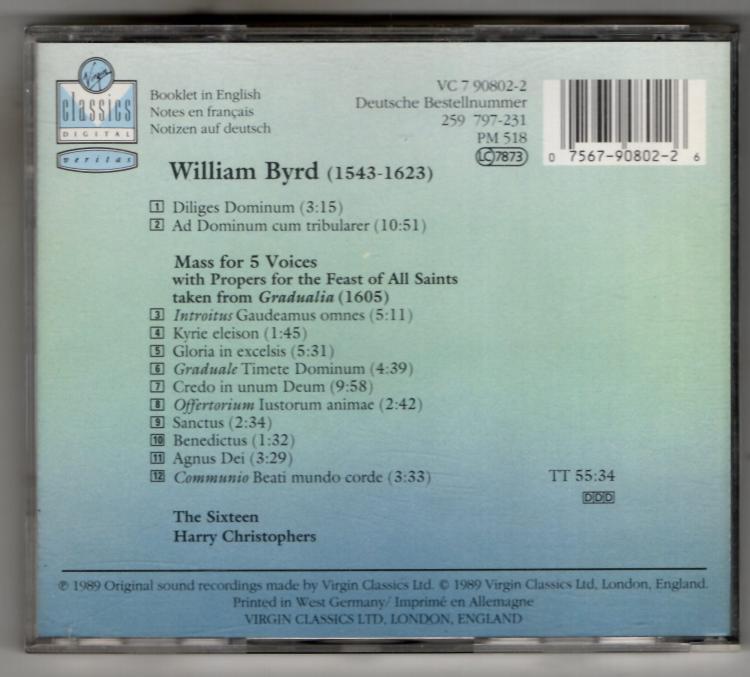 Virgin
classics
DIGITAL
veritas
Booklet in English
Notes en français
Notizen auf deutsch
VC 7 90802-2
Deutsche Bestellnummer
259 797-231
PM 518
LC 7873
0 7567-90802-2 6
William Byrd (1543-1623)
1 Diliges Dominum (3:15)
2 Ad Dominum cum tribularer (10:51)
Mass for 5 Voices
with Propers for the Feast of All Saints
taken from Gradualia (1605)
3 Introitus Gaudeamus omnes (5:11)
4 Kyrie eleison (1:45)
5 Gloria in excelsis (5:31)
6 Graduale Timete Dominum (4:39)
7 Credo in unum Deum (9:58)
8 Offertorium Iustorum animae (2:42)
9 Sanctus (2:34)
10 Benedictus (1:32)
11 Agnus Dei (3:29)
12 Communio Beati mundo corde (3:33)
TT 55:34
DDD
The Sixteen
Harry Christophers
℗ 1989 Original sound recordings made by Virgin Classics Ltd. © 1989 Virgin Classics Ltd, London, England.
Printed in West Germany/ Imprimé en Allemagne
VIRGIN CLASSICS LTD, LONDON, ENGLAND